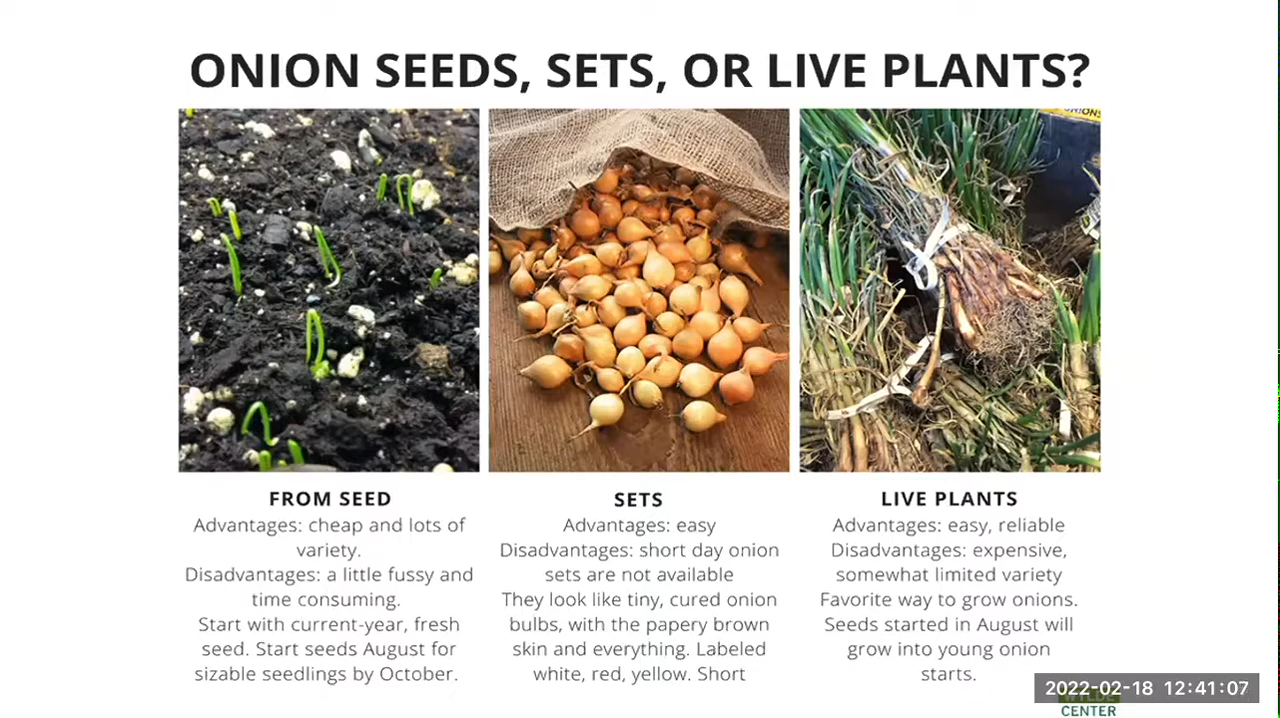 ONION SEEDS, SETS, OR LIVE PLANTS?
FROM SEED
Advantages: cheap and lots of
variety.
Disadvantages: a little fussy and
time consuming.
Start with current-year, fresh
seed. Start seeds August for
sizable seedlings by October.
SETS
Advantages: easy
Disadvantages: short day onion
sets are not available
They look like tiny, cured onion
bulbs, with the papery brown
skin and everything. Labeled
white, red, yellow. Short
LIVE PLANTS
Advantages: easy, reliable
Disadvantages: expensive,
somewhat limited variety
Favorite way to grow onions.
Seeds started in August will
grow into young onion
starts.
2022-02-18 12:41:07
CENTER